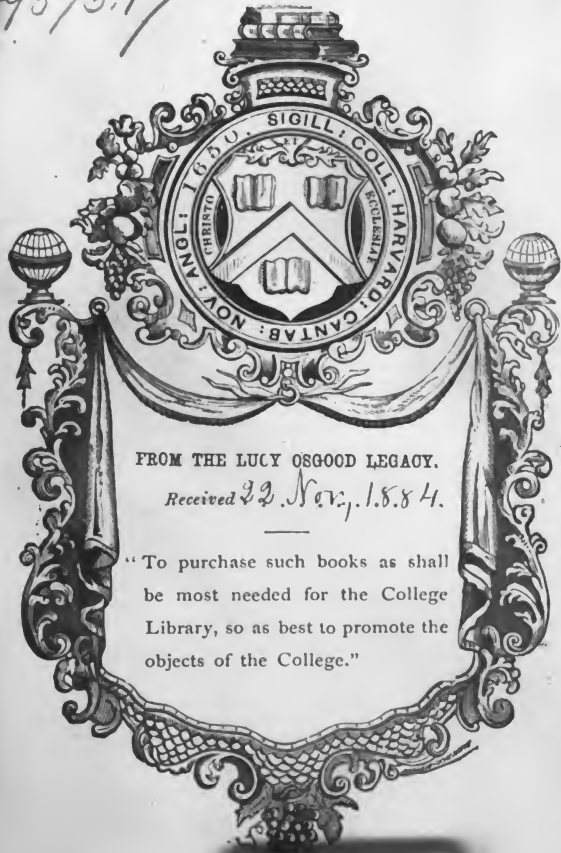 SIGILL: COLL: HARVARD: CANTAB: NOV: ANGL: 1650.
ET
CHRISTO
ECCLESIAE
FROM THE LUCY OSGOOD LEGACY.
Received 22. Nov., 1884.
“To purchase such books as shall
be most needed for the College
Library, so as best to promote the
objects of the College.”